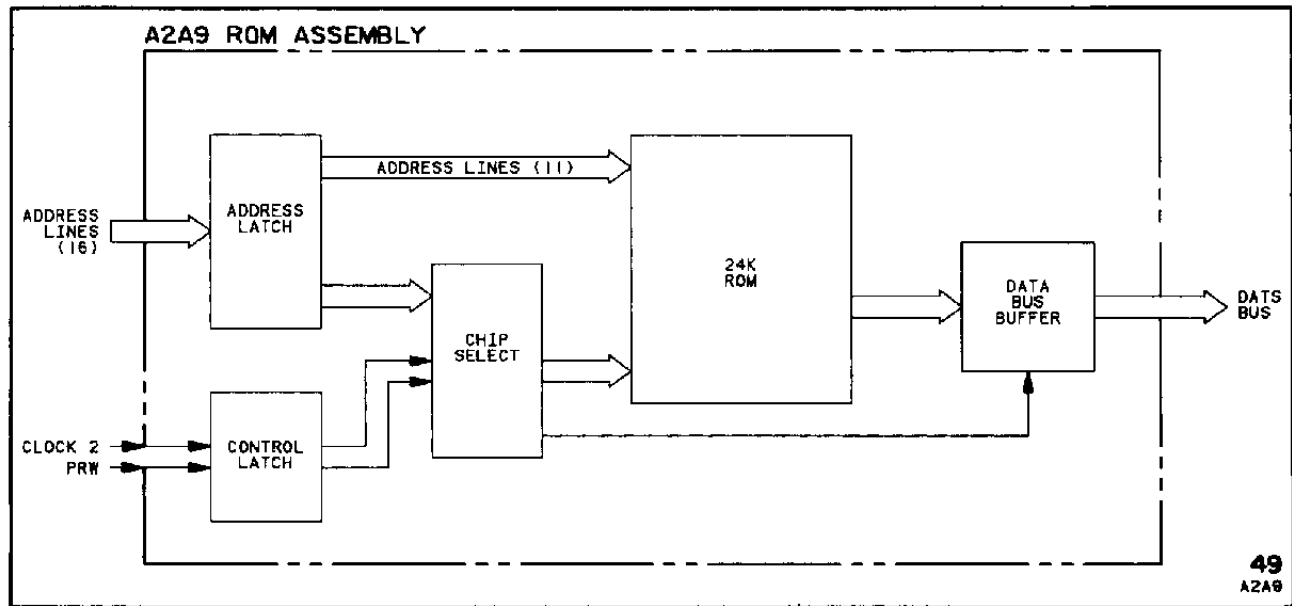 A2A9 ROM ASSEMBLY
ADDRESS LINES (11)
ADDRESS
LATCH
ADDRESS
LINES
(16)
24K
ROM
DATA
BUS
BUFFER
DATS
BUS
CHIP
SELECT
CLOCK 2
PRW
CONTROL
LATCH
49
A2A9